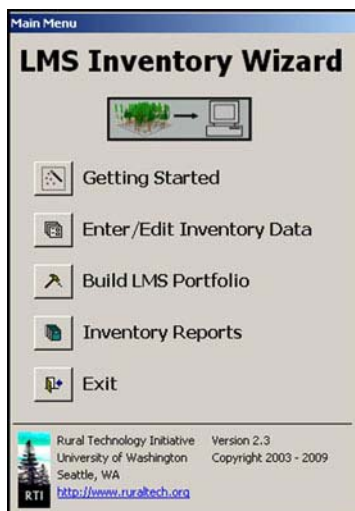 Main Menu
LMS Inventory Wizard
Getting Started
Enter/Edit Inventory Data
Build LMS Portfolio
Inventory Reports
Exit
Rural Technology Initiative Version 2.3
University of Washington Copyright 2003 - 2009
Seattle, WA
RTI http://www.ruraltech.org